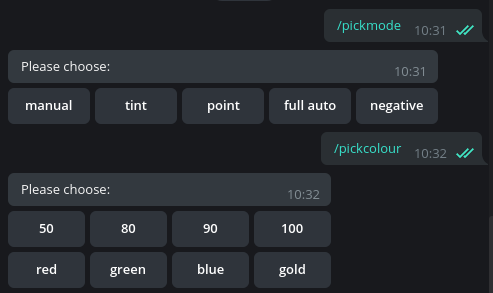 /pickmode 10:31
Please choose: 10:31
manual tint point full auto negative
/pickcolour 10:32
Please choose: 10:32
50 80 90 100
red green blue gold